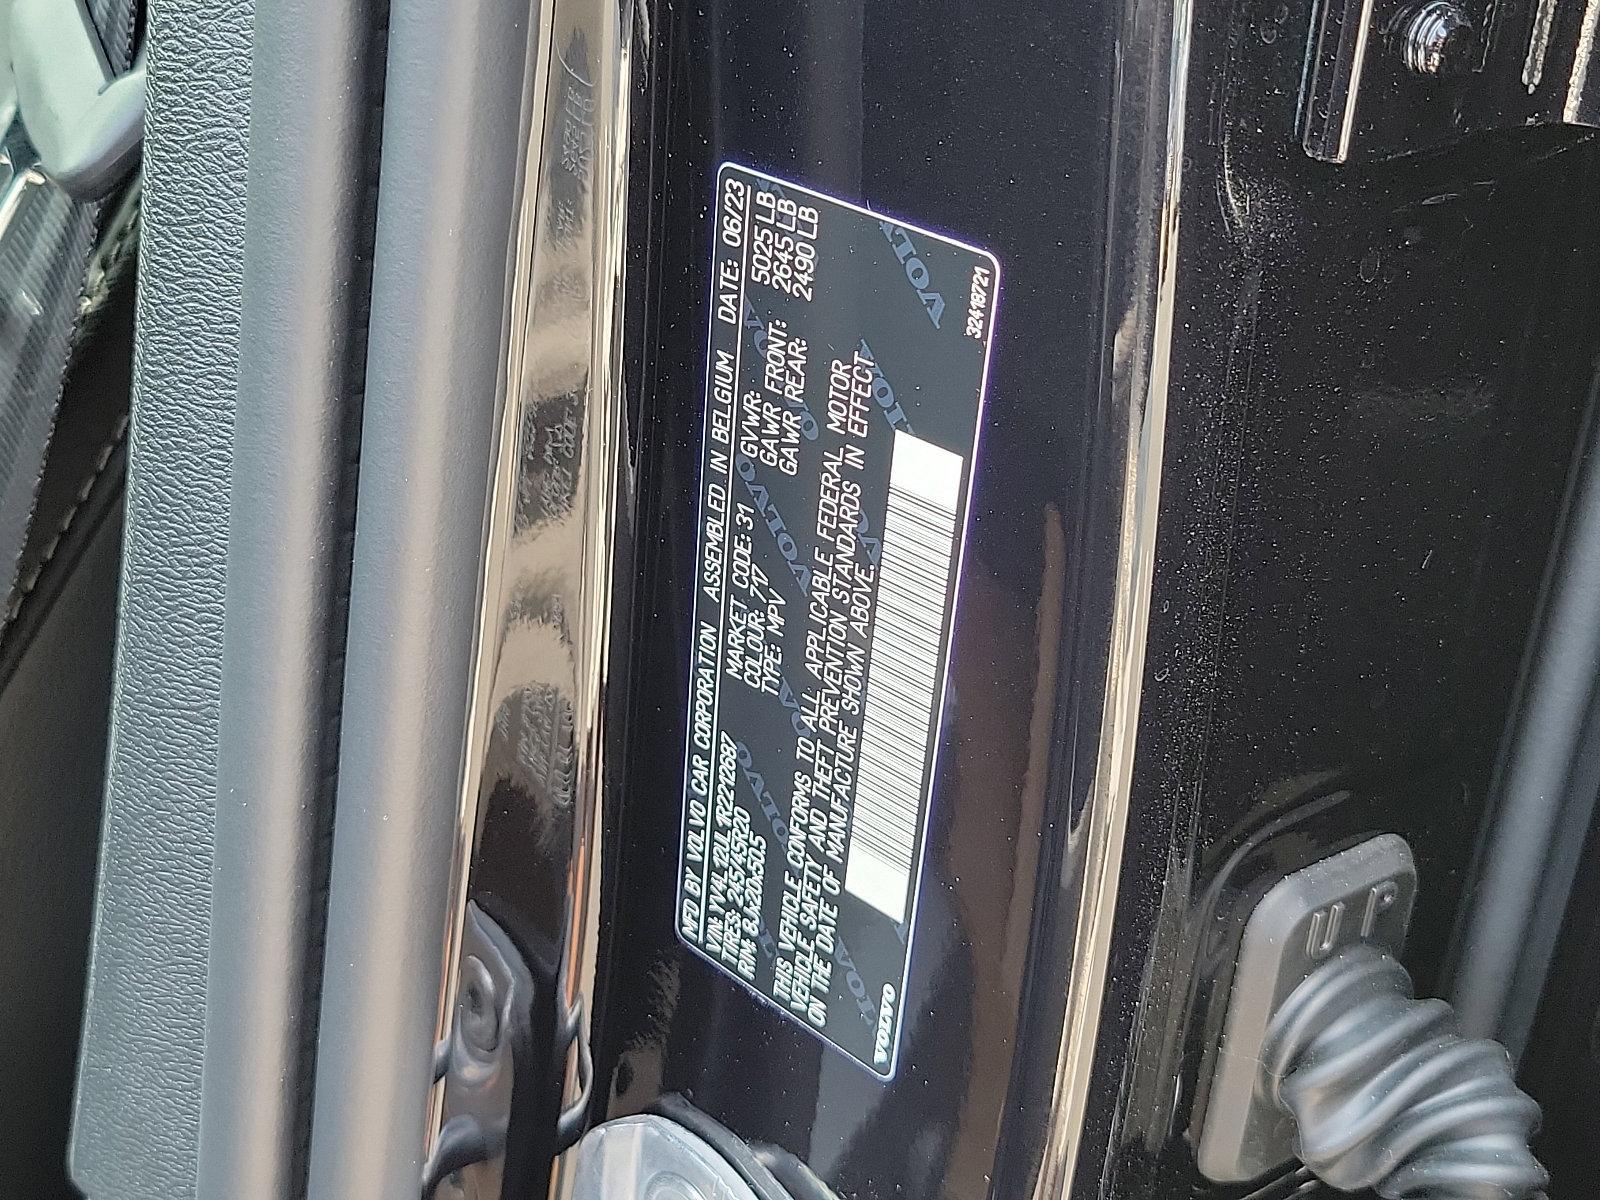 MFD BY VOLVO CAR CORPORATION ASSEMBLED IN BELGIUM DATE: 06/23
VIN: YV4L12UL1R2212687 MARKET CODE: 31 GVWR: 5025 LB
TIRES: 245/45R20 COLOUR: 717 GAWR FRONT: 2645 LB
RIM: 8Jx20x50.5 TYPE: MPV GAWR REAR: 2490 LB
THIS VEHICLE CONFORMS TO ALL APPLICABLE FEDERAL MOTOR
VEHICLE SAFETY AND THEFT PREVENTION STANDARDS IN EFFECT
ON THE DATE OF MANUFACTURE SHOWN ABOVE.
VOLVO
32418721